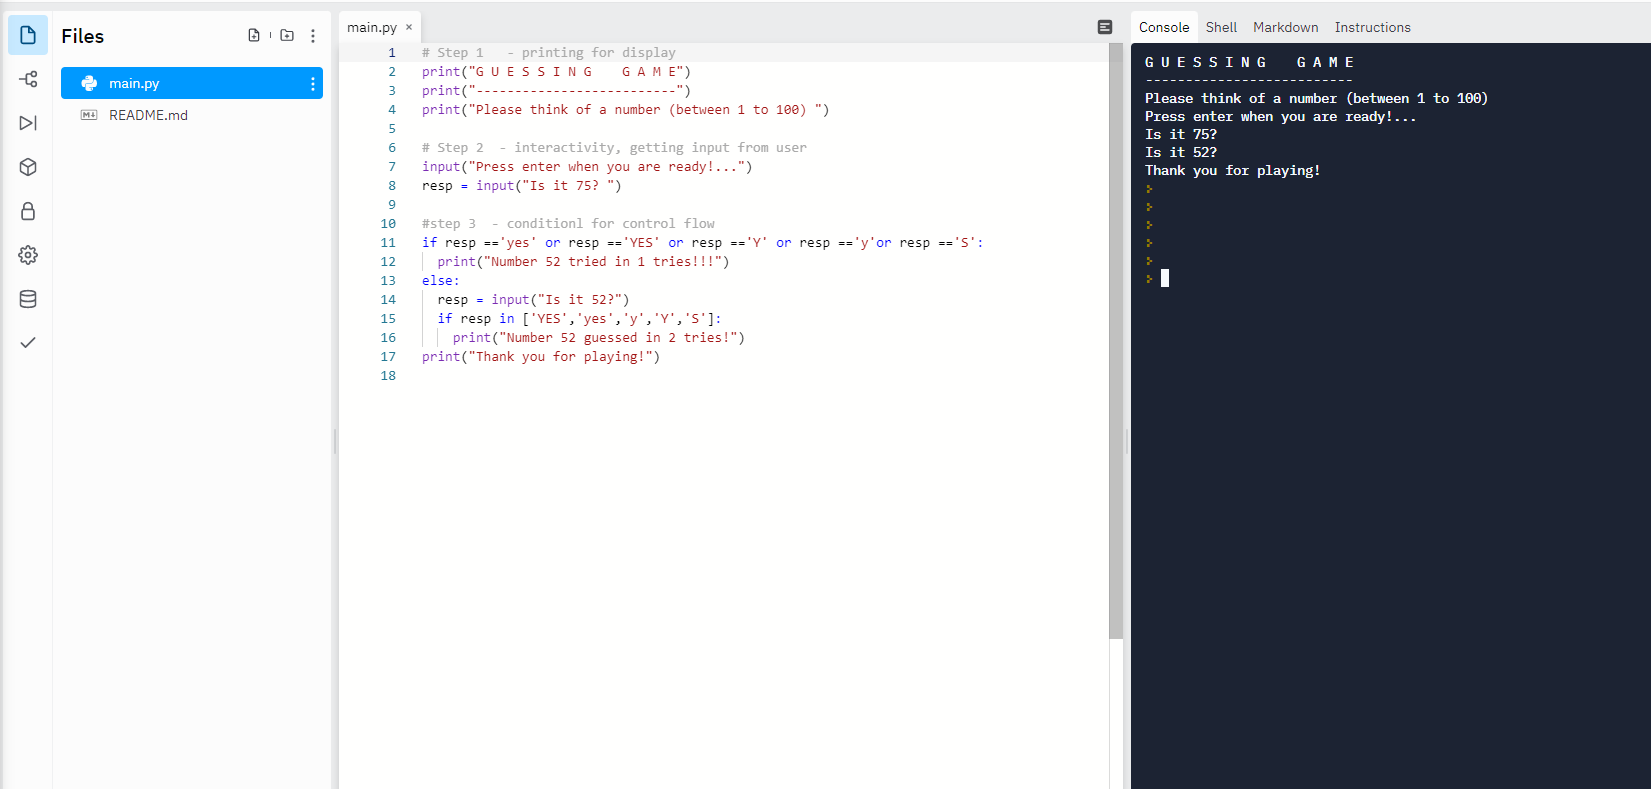 Files
main.py
README.md
main.py ×
1 # Step 1   - printing for display
2 print("G U E S S I N G    G A M E")
3 print("--------------------------")
4 print("Please think of a number (between 1 to 100) ")
5
6 # Step 2  - interactivity, getting input from user
7 input("Press enter when you are ready!...")
8 resp = input("Is it 75? ")
9
10 #step 3  - conditionl for control flow
11 if resp =='yes' or resp =='YES' or resp =='Y' or resp =='y'or resp =='S':
12   print("Number 52 tried in 1 tries!!!")
13 else:
14   resp = input("Is it 52?")
15   if resp in ['YES','yes','y','Y','S']:
16     print("Number 52 guessed in 2 tries!")
17 print("Thank you for playing!")
18
Console Shell Markdown Instructions
G U E S S I N G    G A M E
--------------------------
Please think of a number (between 1 to 100)
Press enter when you are ready!...
Is it 75?
Is it 52?
Thank you for playing!